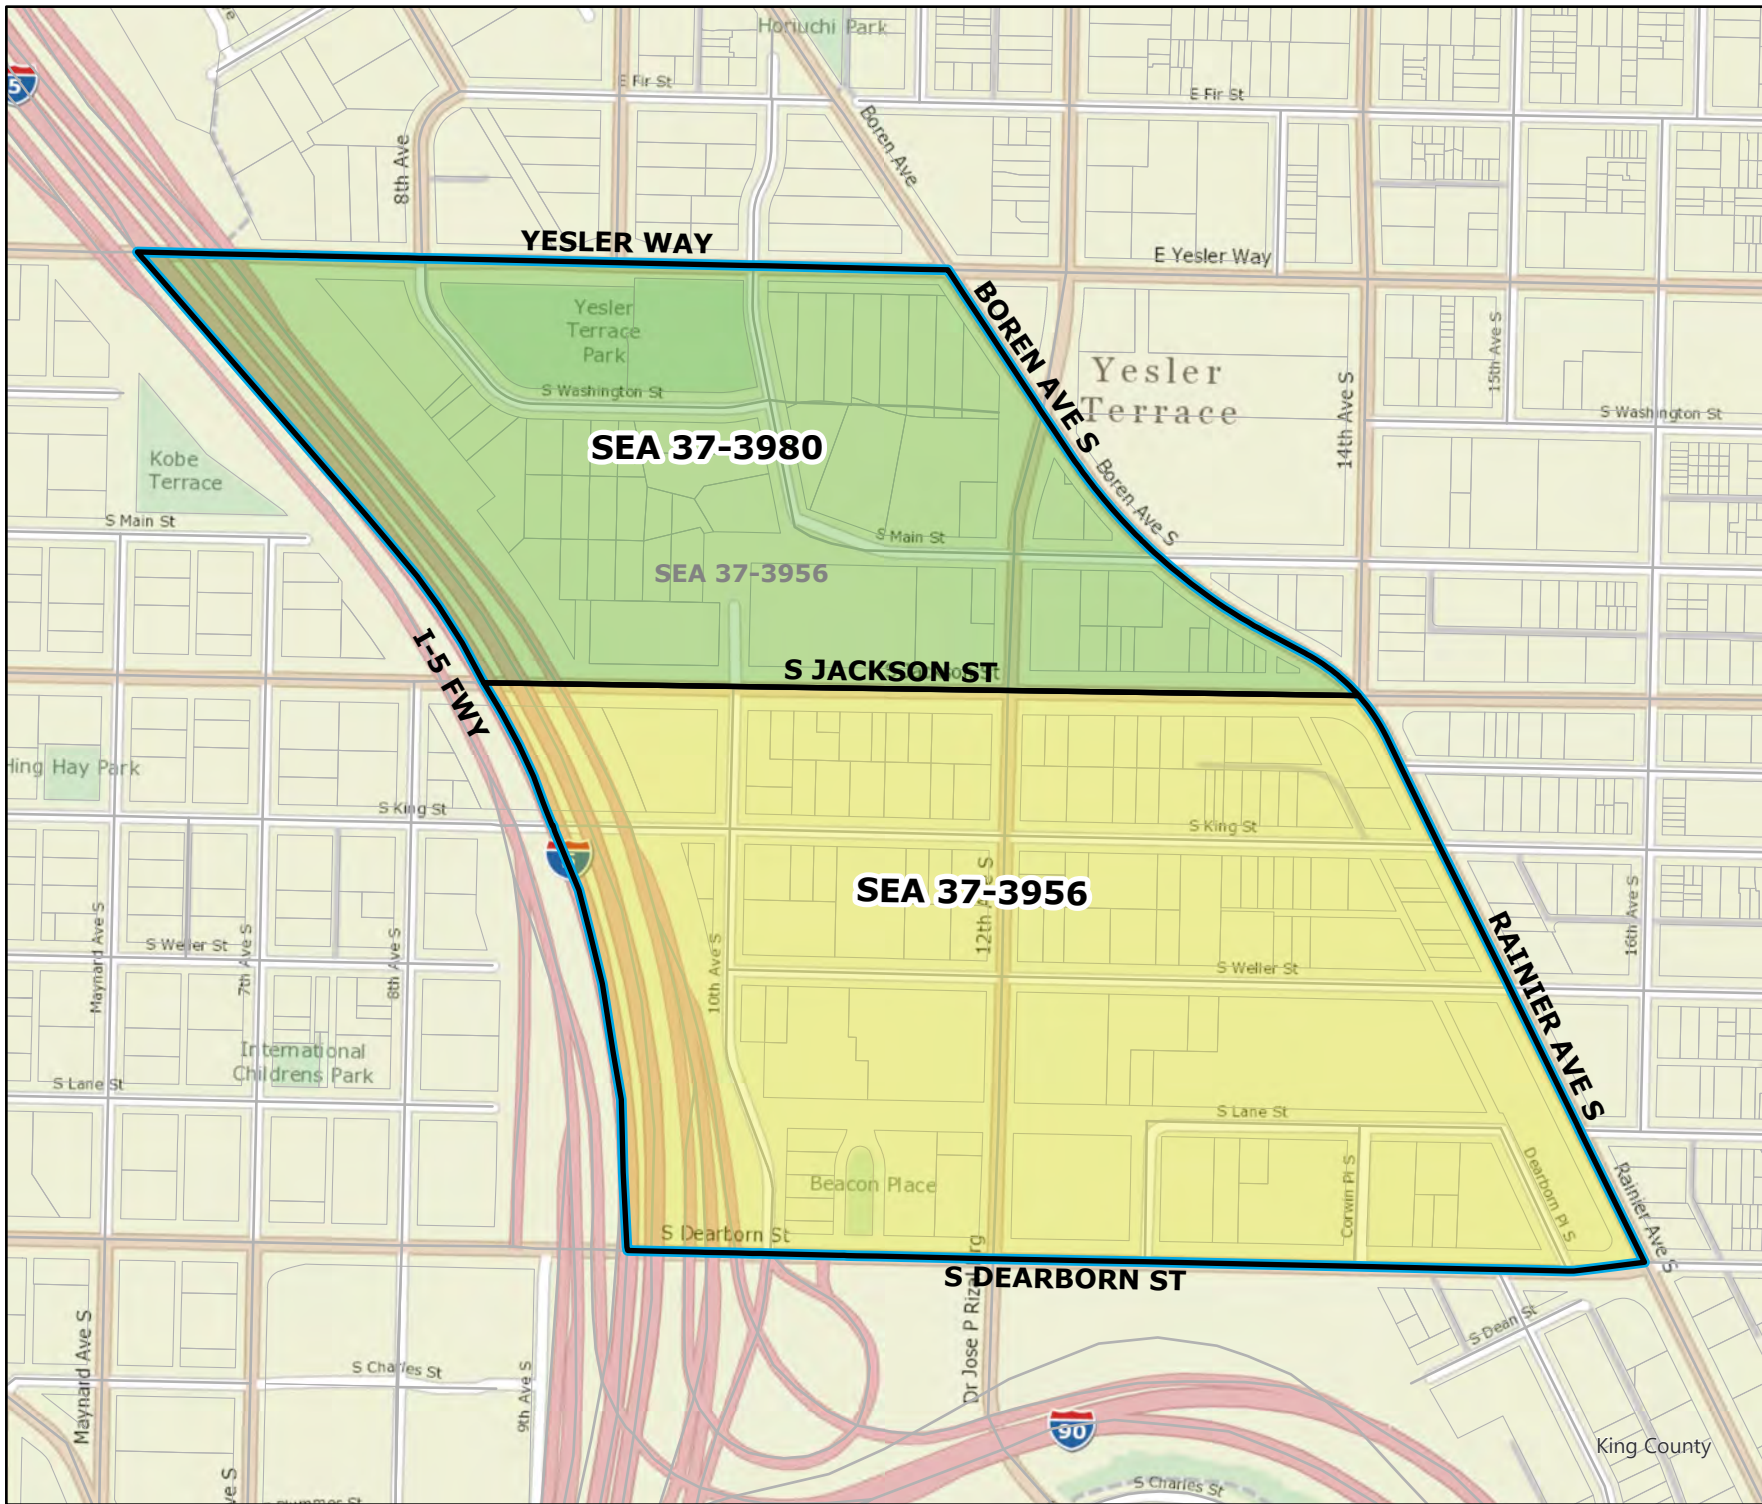 Horiuchi Park
5
E Fir St
E Fir St
8th Ave
Boren Ave
YESLER WAY
E Yesler Way
BOREN AVE S
Yesler
Terrace
Park
Yesler
Terrace
15th Ave S
14th Ave S
S Washington St
S Washington St
SEA 37-3980
Kobe
Terrace
Boren Ave S
S Main St
S Main St
SEA 37-3956
I-5 FWY
S JACKSON ST
Hing Hay Park
S King St
S King St
SEA 37-3956
12th Ave S
Maynard Ave S
7th Ave S
8th Ave S
10th Ave S
16th Ave S
S Weller St
S Weller St
RAINIER AVE S
International
Childrens Park
S Lane St
S Lane St
Beacon Place
Corwin Pl S
Dearborn Pl S
Rainier Ave S
S Dearborn St
S DEARBORN ST
Dr Jose P Rizal Brg
Maynard Ave S
S Charles St
9th Ave S
S Dean St
90
King County
S Charles St
ve S
Plummer St